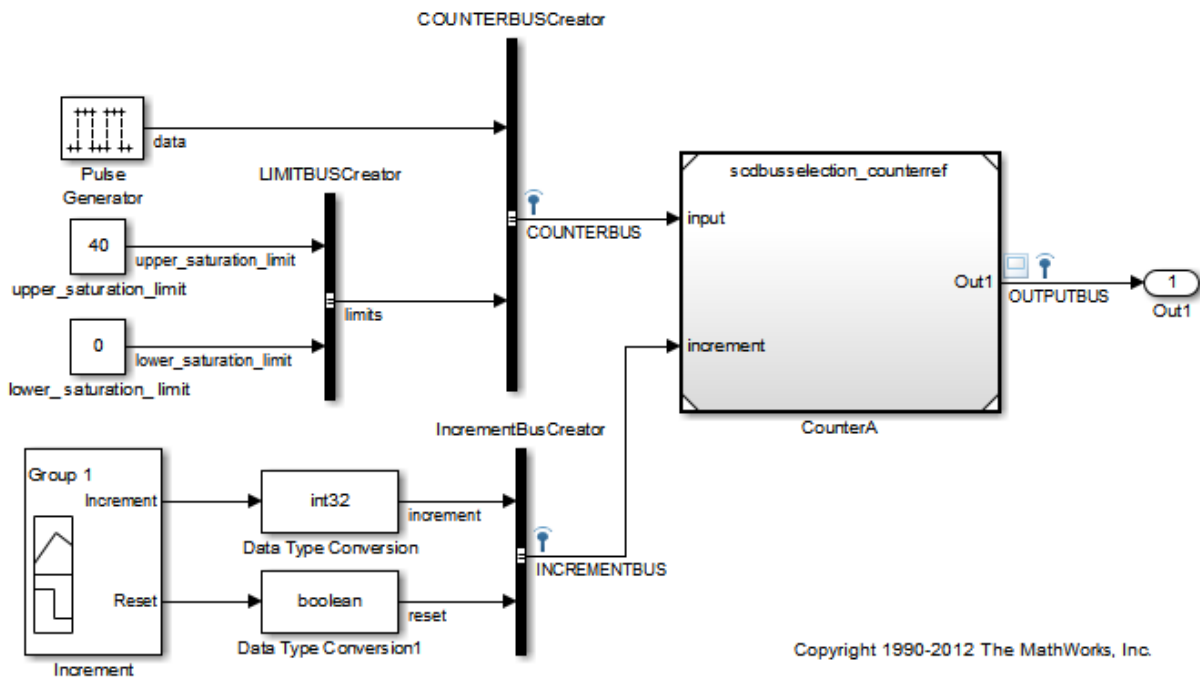 COUNTERBUSCreator
data
Pulse
Generator
LIMITBUSCreator
40
upper_saturation_limit
upper_saturation_limit
limits
0
lower_saturation_limit
lower_saturation_limit
COUNTERBUS
scdbusselection_counterref
input
increment
Out1
CounterA
OUTPUTBUS
1
Out1
IncrementBusCreator
Group 1
Increment
Reset
Increment
int32
increment
Data Type Conversion
boolean
reset
Data Type Conversion1
INCREMENTBUS
Copyright 1990-2012 The MathWorks, Inc.